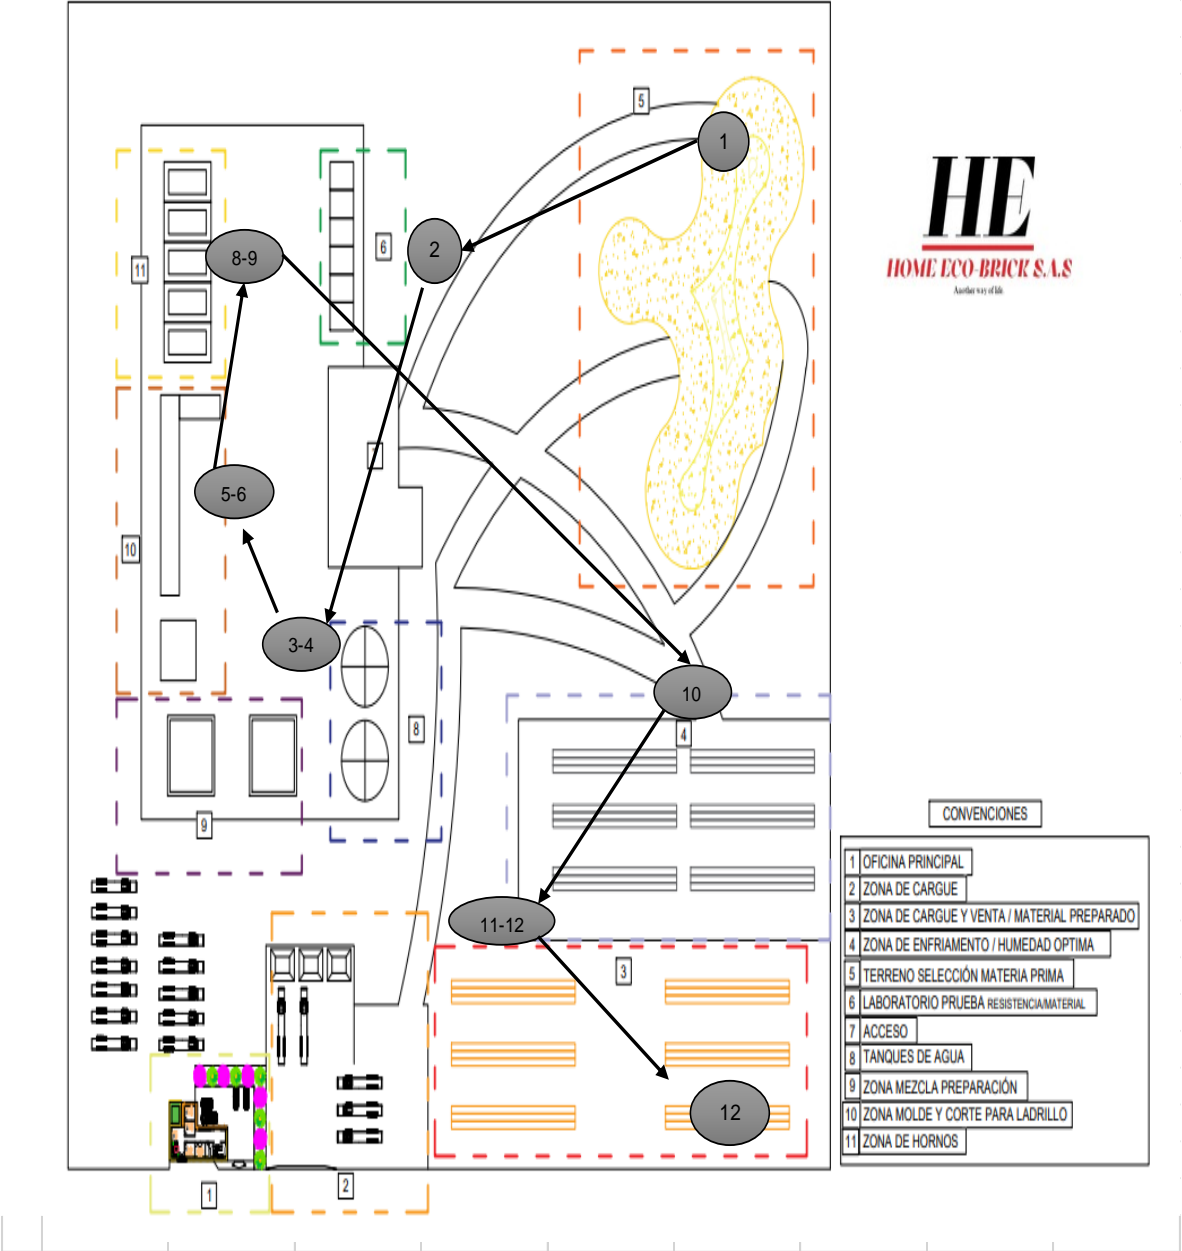 5
1
HE
HOME ECO-BRICK S.A.S
Another way of life.
2
6
8-9
11
5-6
10
3-4
10
8
4
9
11-12
3
12
2
1
CONVENCIONES
1 OFICINA PRINCIPAL
2 ZONA DE CARGUE
3 ZONA DE CARGUE Y VENTA / MATERIAL PREPARADO
4 ZONA DE ENFRIAMENTO / HUMEDAD OPTIMA
5 TERRENO SELECCIÓN MATERIA PRIMA
6 LABORATORIO PRUEBA RESISTENCIA/MATERIAL
7 ACCESO
8 TANQUES DE AGUA
9 ZONA MEZCLA PREPARACIÓN
10 ZONA MOLDE Y CORTE PARA LADRILLO
11 ZONA DE HORNOS